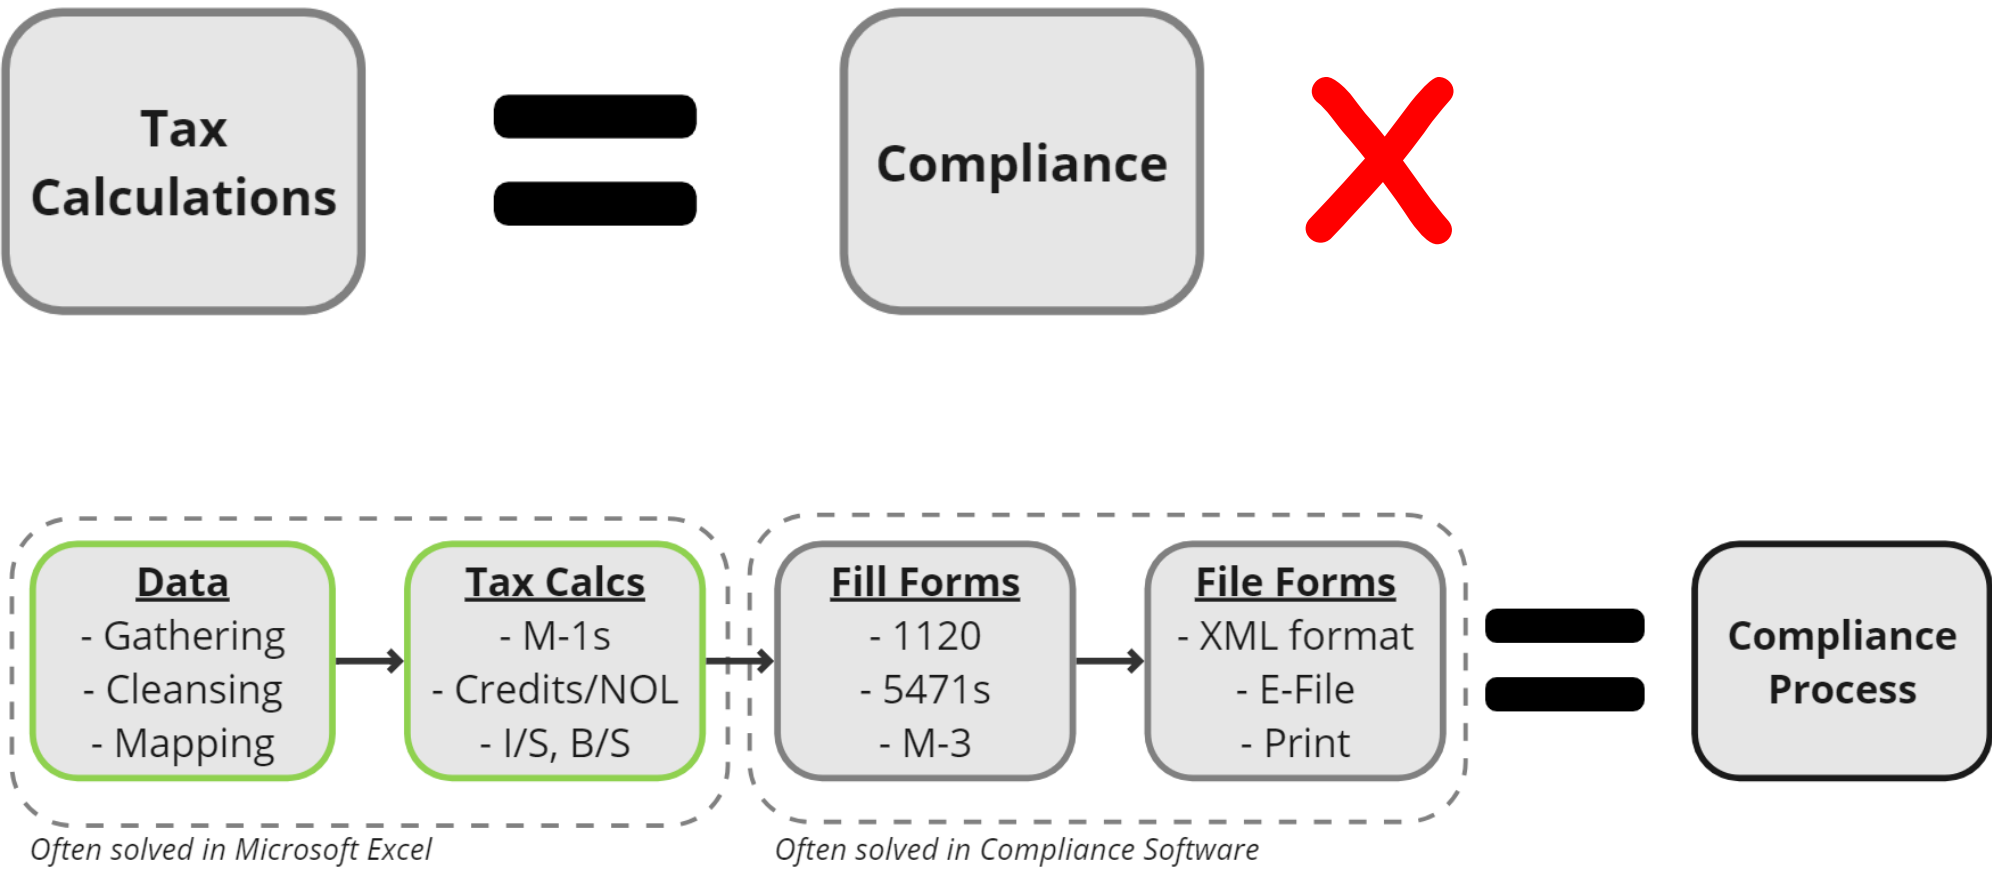 Tax
Calculations
Compliance
Data
- Gathering
- Cleansing
- Mapping
Tax Calcs
- M-1s
- Credits/NOL
- I/S, B/S
Fill Forms
- 1120
- 5471s
- M-3
File Forms
- XML format
- E-File
- Print
Compliance
Process
Often solved in Microsoft Excel
Often solved in Compliance Software